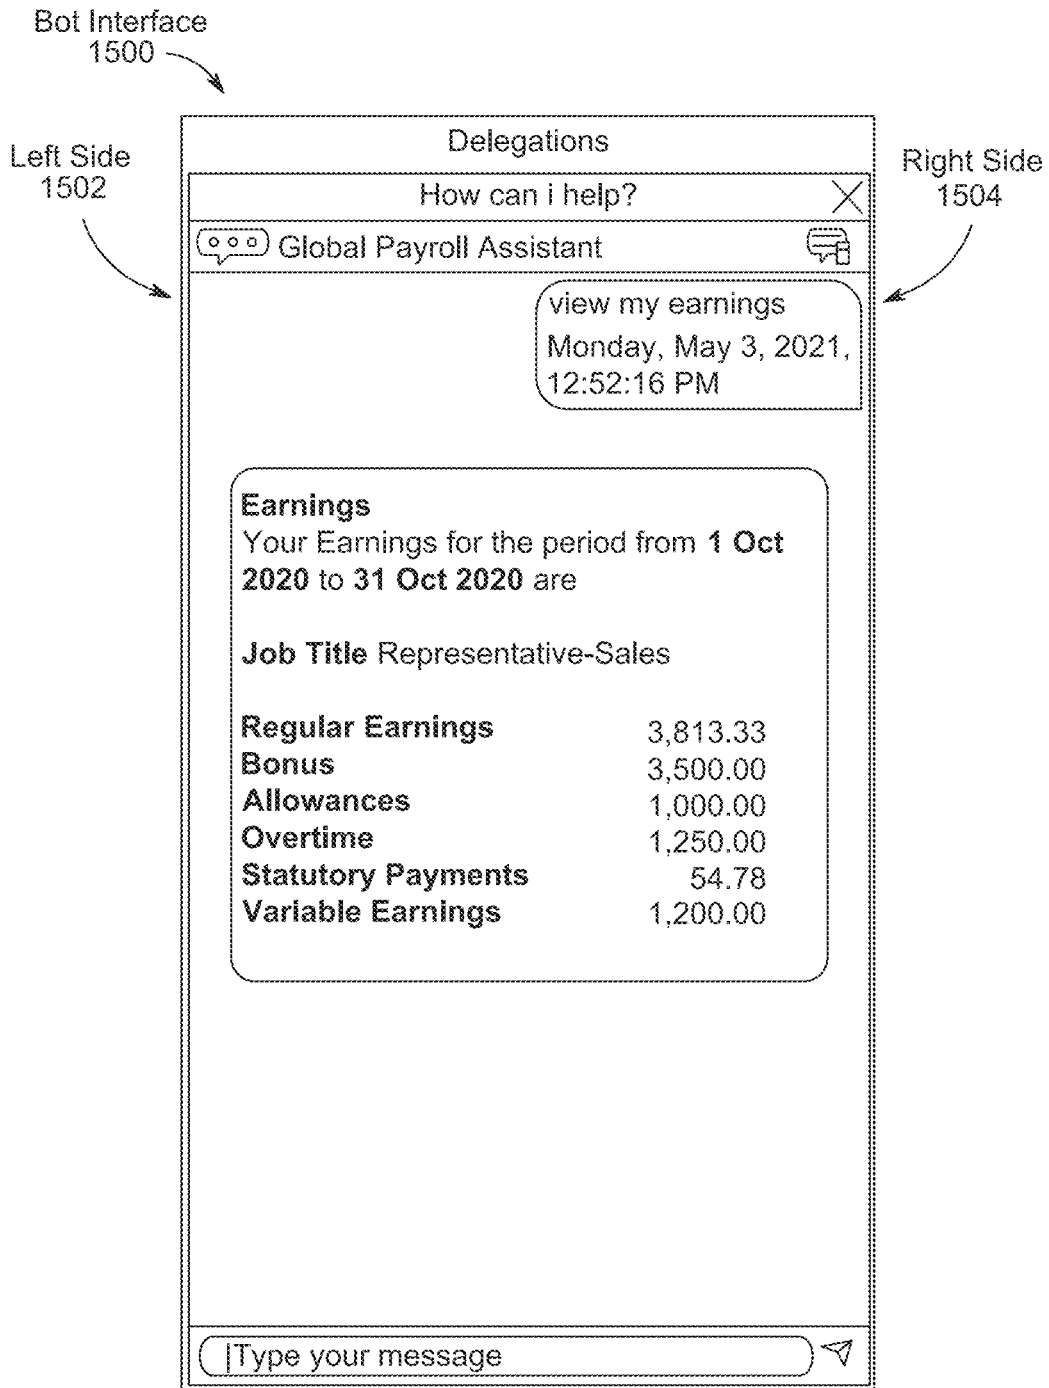 Bot Interface
1500
Delegations
Left Side
1502
Right Side
1504
How can i help?
Global Payroll Assistant
view my earnings
Monday, May 3, 2021,
12:52:16 PM
Earnings
Your Earnings for the period from 1 Oct
2020 to 31 Oct 2020 are
Job Title Representative-Sales
Regular Earnings 3,813.33
Bonus 3,500.00
Allowances 1,000.00
Overtime 1,250.00
Statutory Payments 54.78
Variable Earnings 1,200.00
Type your message